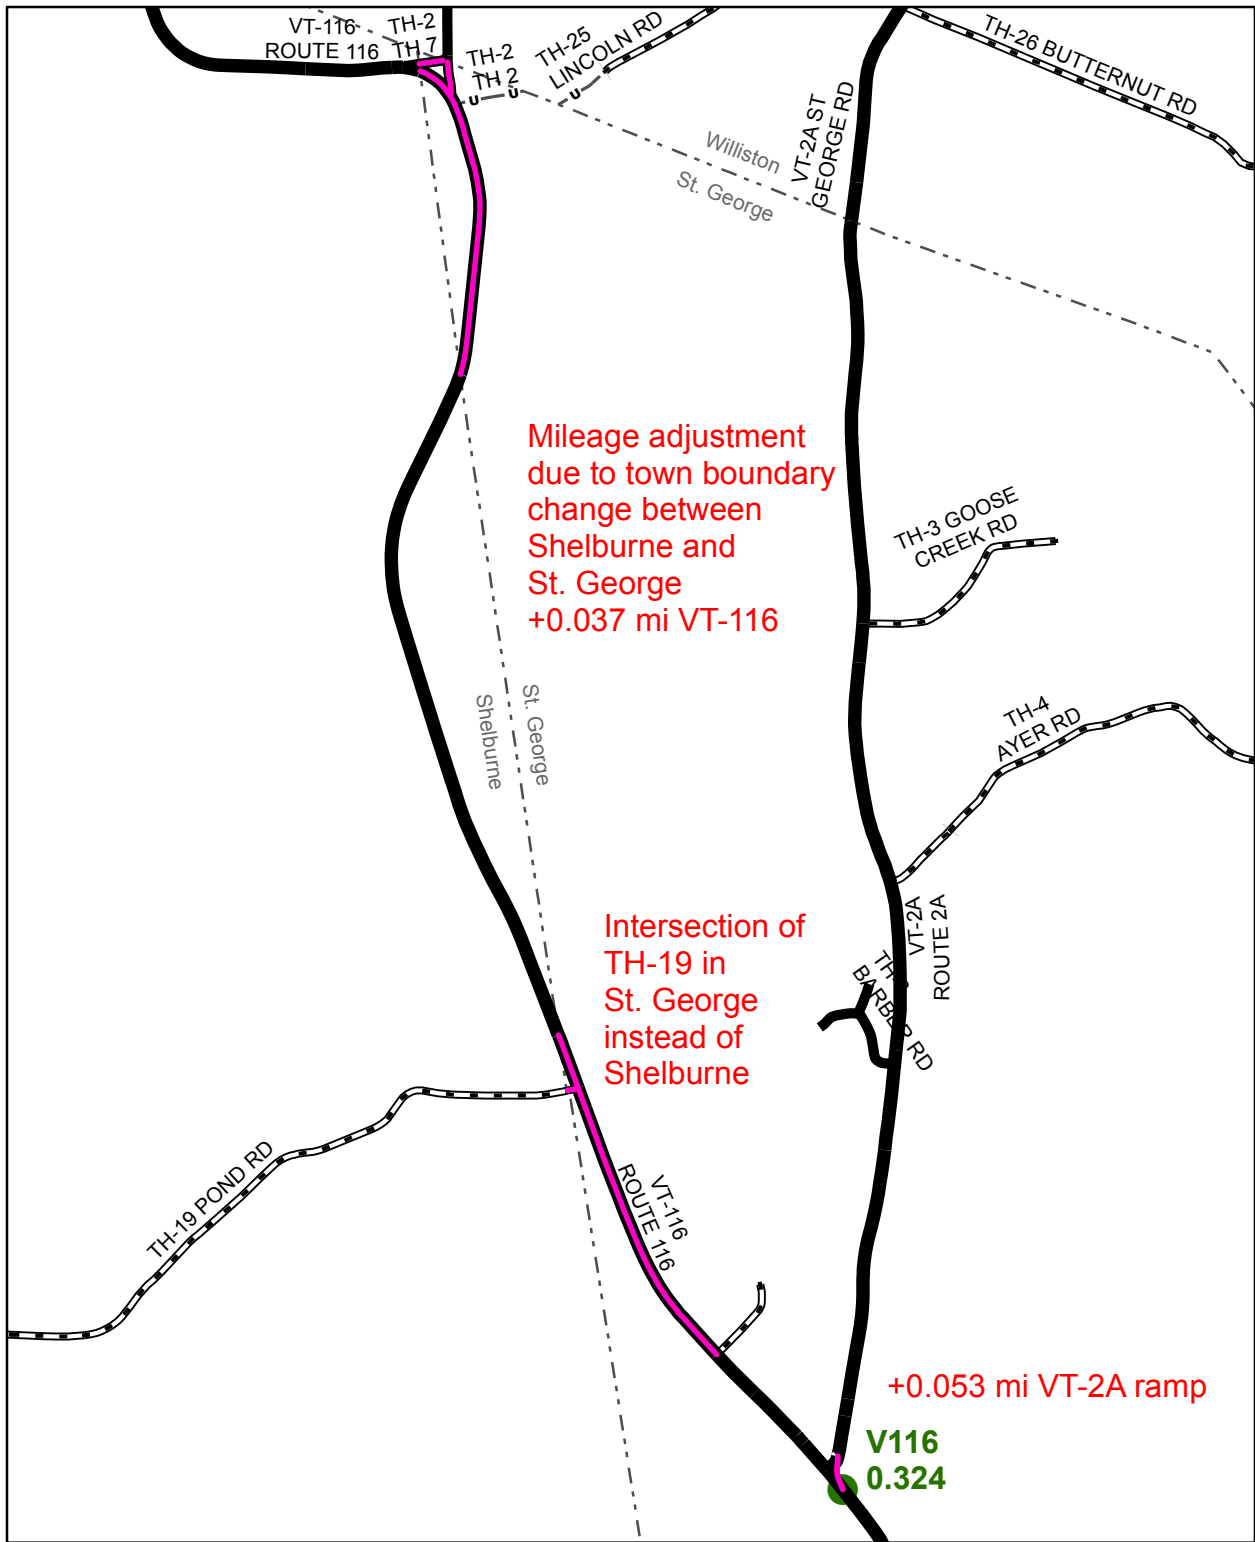 VT-116
ROUTE 116
TH-2
TH 7
TH-2
TH 2
TH-25
LINCOLN RD
TH-26 BUTTERNUT RD
VT-2A ST
GEORGE RD
Williston
St. George
Mileage adjustment
due to town boundary
change between
Shelburne and
St. George
+0.037 mi VT-116
TH-3 GOOSE
CREEK RD
St. George
Shelburne
TH-4
AYER RD
VT-2A
ROUTE 2A
Intersection of
TH-19 in
St. George
instead of
Shelburne
BARBER RD
TH-19 POND RD
VT-116
ROUTE 116
+0.053 mi VT-2A ramp
V116
0.324